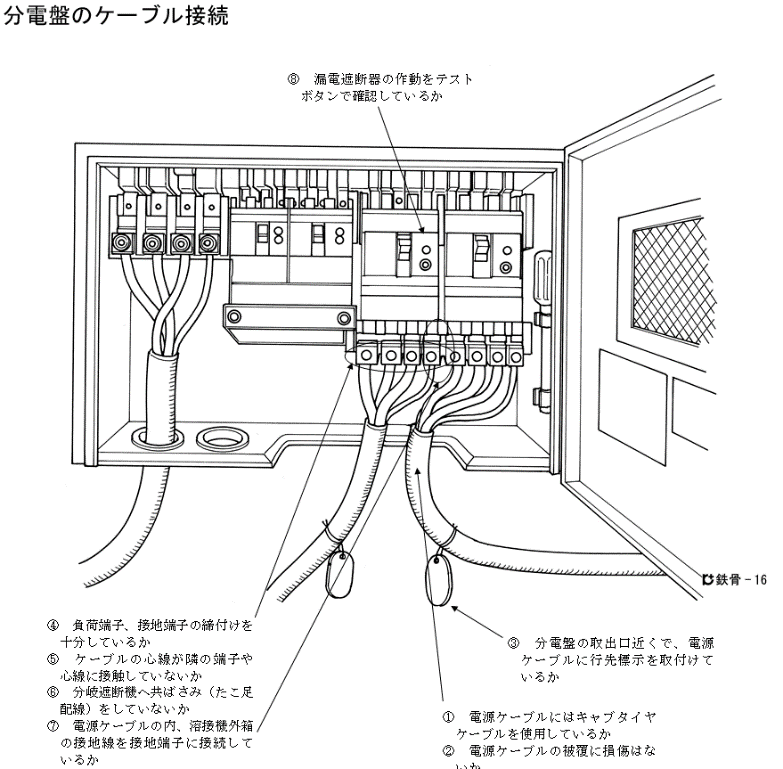 分電盤のケーブル接続
⑧ 漏電遮断器の作動をテスト
ボタンで確認しているか
鉄骨－16
④ 負荷端子、接地端子の締付けを
十分しているか
⑤ ケーブルの心線が隣の端子や
心線に接触していないか
⑥ 分岐遮断機へ共ばさみ（たこ足
配線）をしていないか
⑦ 電源ケーブルの内、溶接機外箱
の接地線を接地端子に接続して
いるか
③ 分電盤の取出口近くで、電源
ケーブルに行先標示を取付けて
いるか
① 電源ケーブルにはキャブタイヤ
ケーブルを使用しているか
② 電源ケーブルの被覆に損傷はな
いか